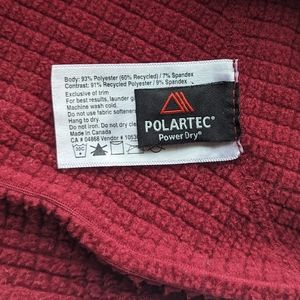 Body: 93% Polyester (60% Recycled) / 7% Spandex
Contrast: 91% Recycled Polyester / 9% Spandex
Exclusive of trim
For best results, launder
Machine wash cold.
Do not use fabric softener
Hang to dry.
Do not iron. Do not dry clean
Made in Canada
CA # 04868 Vendor #
30C
POLARTEC®
Power Dry®